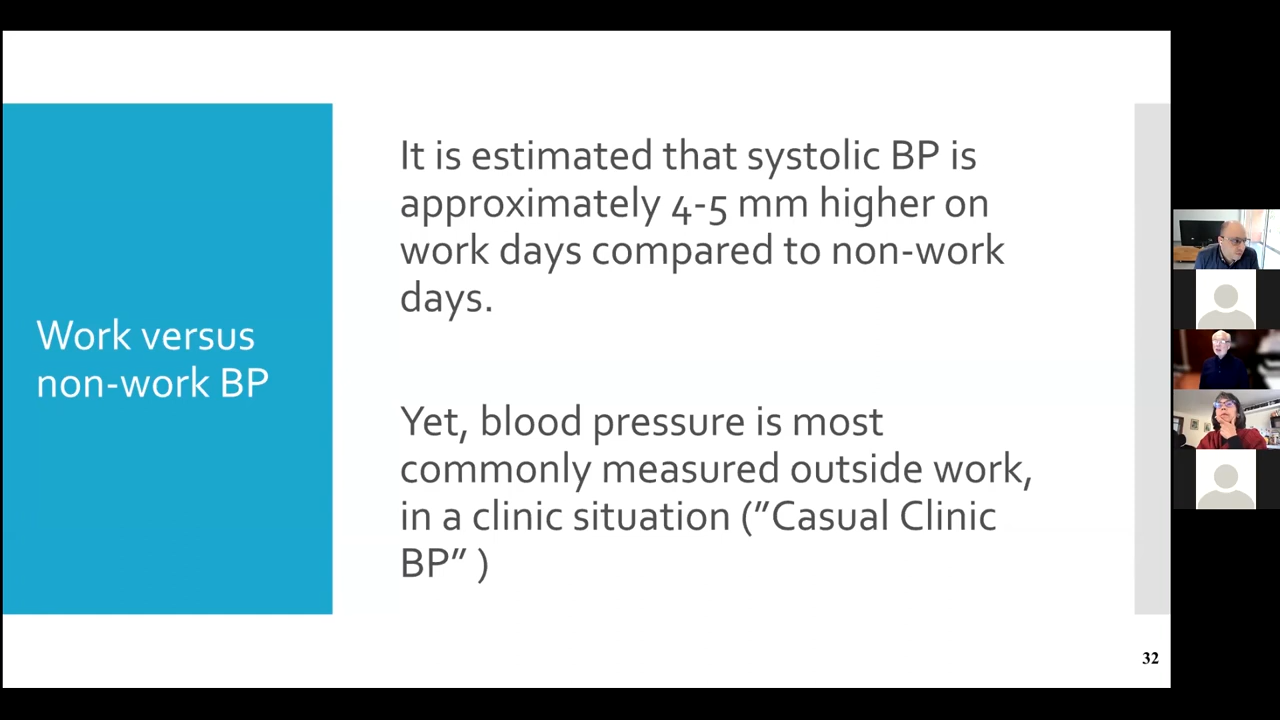 Work versus
non-work BP
It is estimated that systolic BP is
approximately 4-5 mm higher on
work days compared to non-work
days.
Yet, blood pressure is most
commonly measured outside work,
in a clinic situation (”Casual Clinic
BP” )
32